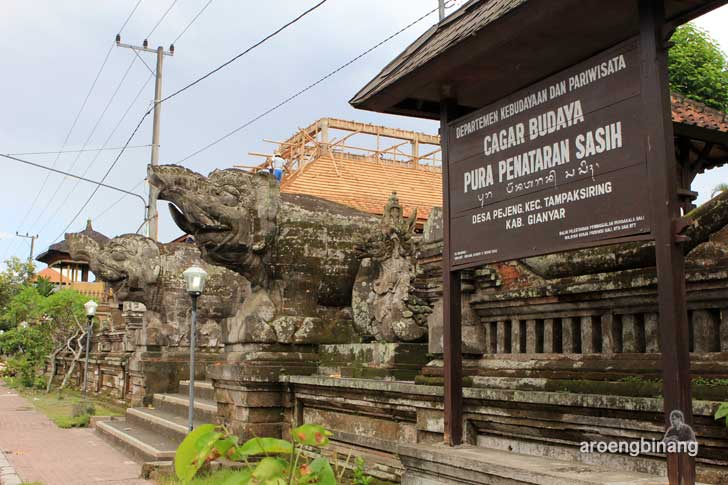 DEPARTEMEN KEBUDAYAAN DAN PARIWISATA
CAGAR BUDAYA
PURA PENATARAN SASIH
DESA PEJENG KEC. TAMPAKSIRING
KAB. GIANYAR
aroengbinang